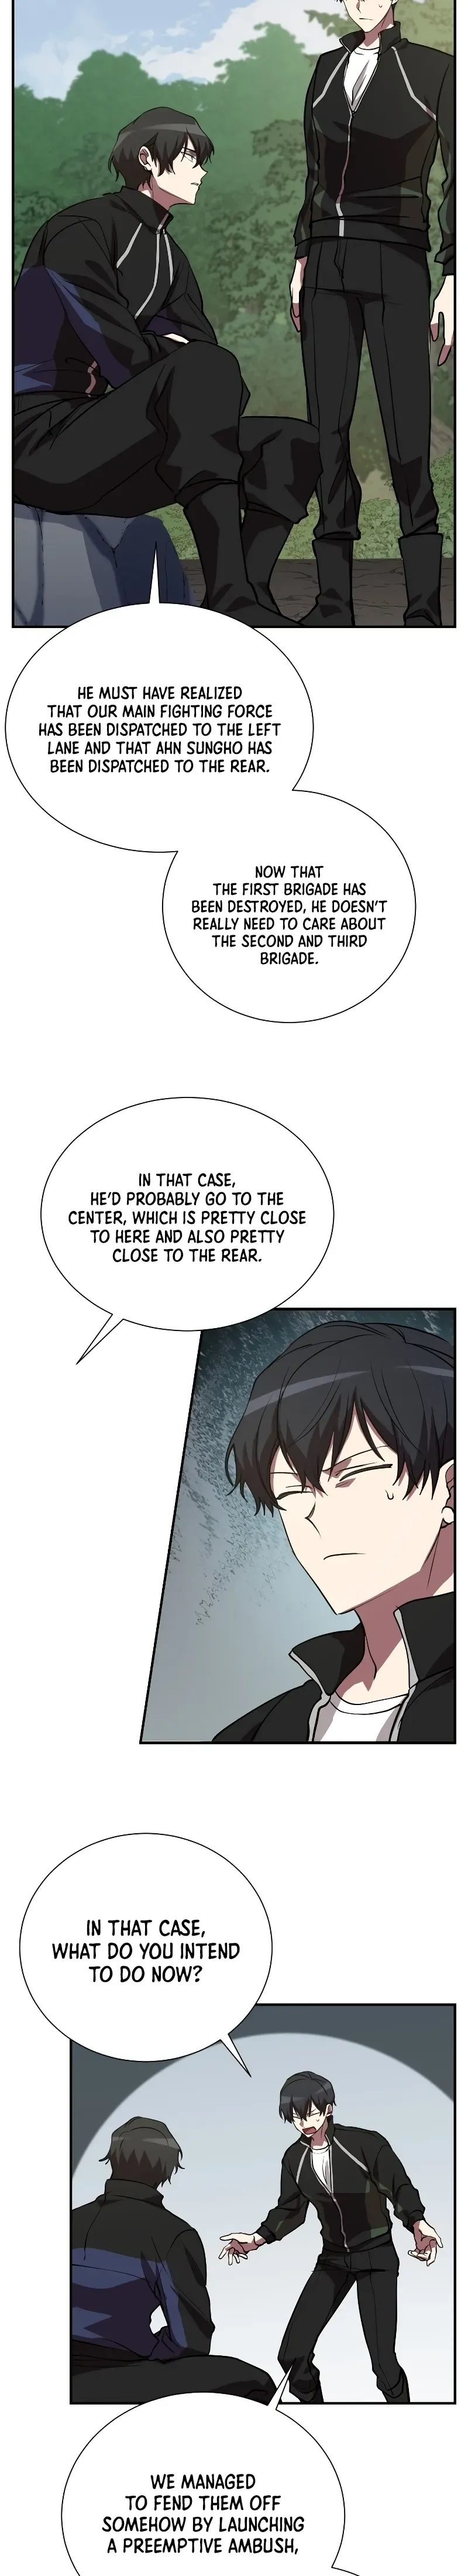 HE MUST HAVE REALIZED
THAT OUR MAIN FIGHTING FORCE
HAS BEEN DISPATCHED TO THE LEFT
LANE AND THAT AHN SUNGHO HAS
BEEN DISPATCHED TO THE REAR.
NOW THAT
THE FIRST BRIGADE HAS
BEEN DESTROYED, HE DOESN'T
REALLY NEED TO CARE ABOUT
THE SECOND AND THIRD
BRIGADE.
IN THAT CASE,
HE'D PROBABLY GO TO THE
CENTER, WHICH IS PRETTY CLOSE
TO HERE AND ALSO PRETTY
CLOSE TO THE REAR.
IN THAT CASE,
WHAT DO YOU INTEND
TO DO NOW?
WE MANAGED
TO FEND THEM OFF
SOMEHOW BY LAUNCHING
A PREEMPTIVE AMBUSH,